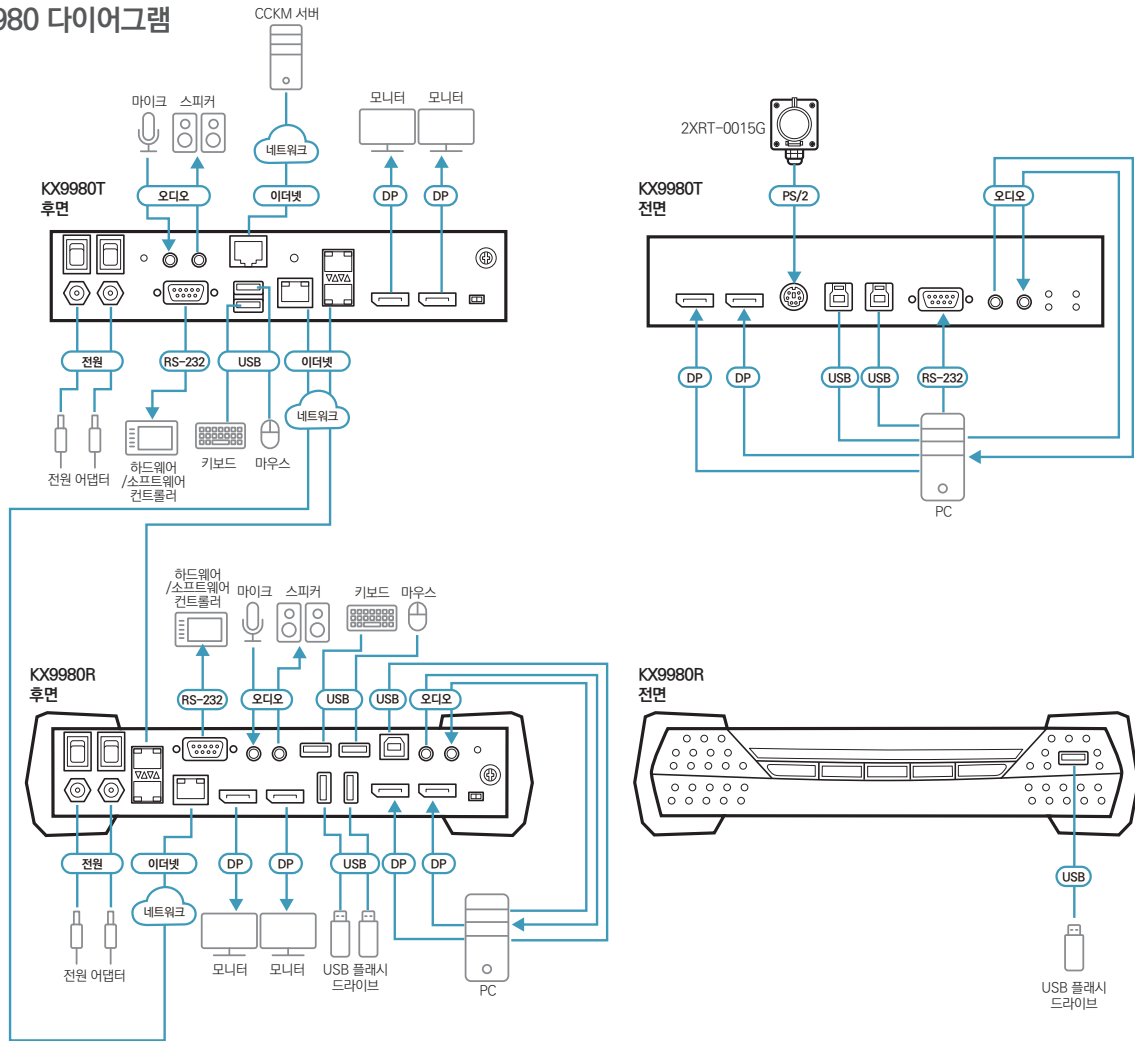 980 다이어그램
CCKM 서버
마이크
스피커
모니터
모니터
네트워크
KX9980T
후면
오디오
이더넷
DP
DP
전원
RS-232
USB
이더넷
네트워크
전원 어댑터
하드웨어
/소프트웨어
컨트롤러
키보드
마우스
2XRT-0015G
KX9980T
전면
PS/2
오디오
DP
DP
USB
USB
RS-232
PC
하드웨어
/소프트웨어
컨트롤러
마이크
스피커
키보드
마우스
KX9980R
후면
RS-232
오디오
USB
USB
오디오
전원
이더넷
DP
DP
USB
DP
DP
네트워크
전원 어댑터
모니터
모니터
USB 플래시
드라이브
PC
KX9980R
전면
USB
USB 플래시
드라이브